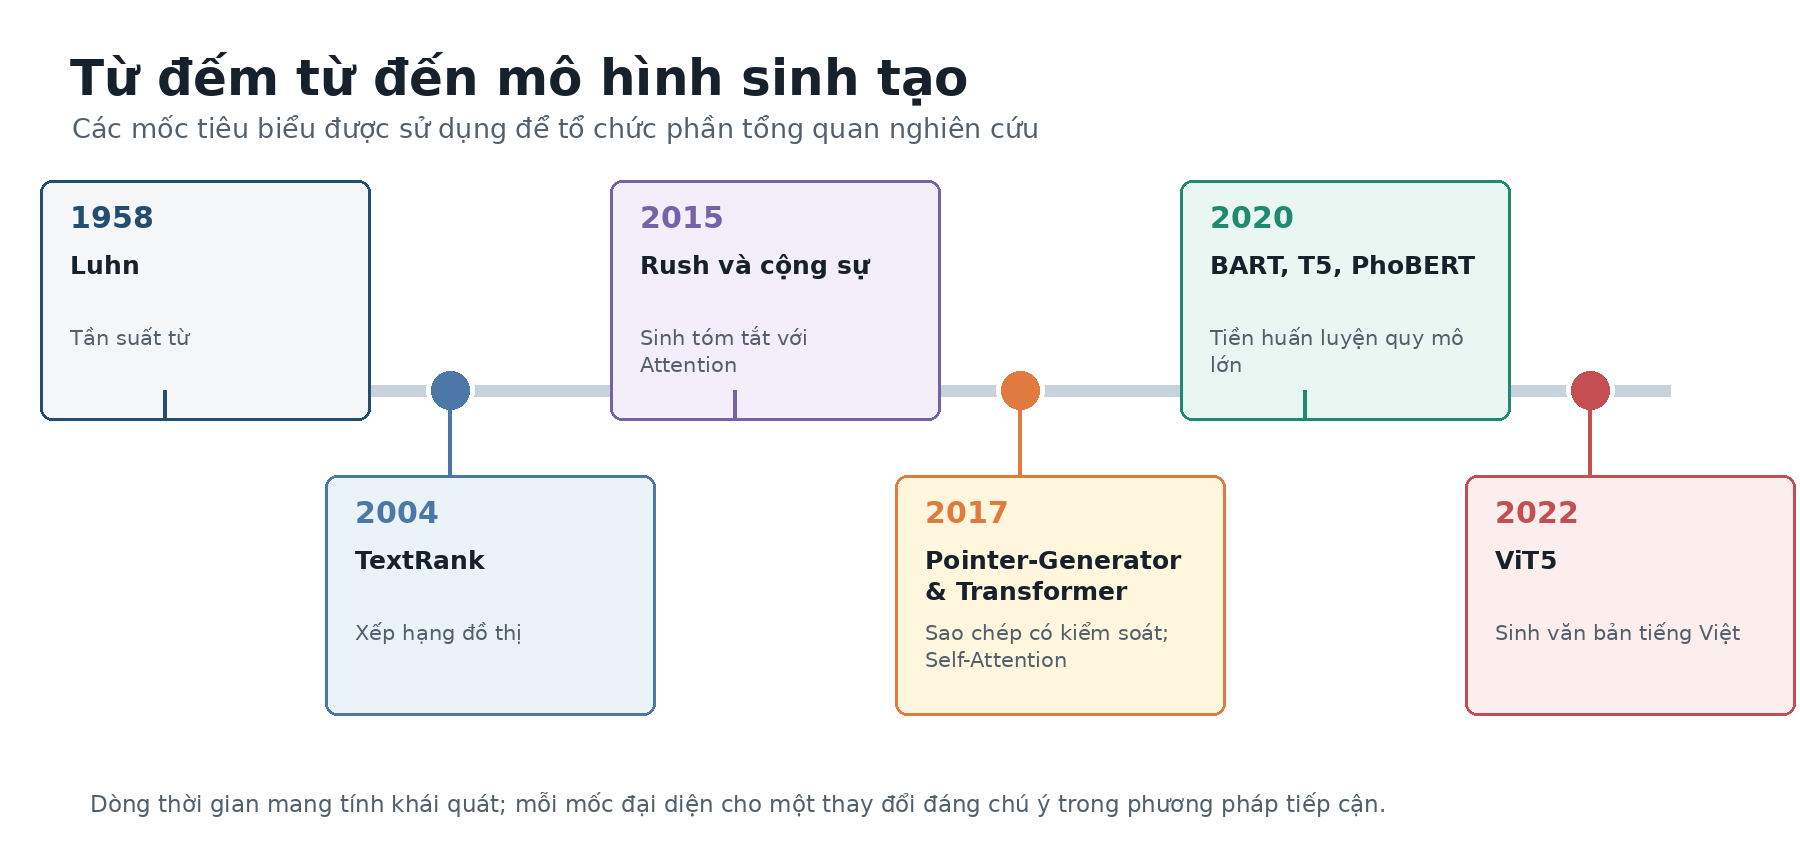 Từ đếm từ đến mô hình sinh tạo
Các mốc tiêu biểu được sử dụng để tổ chức phần tổng quan nghiên cứu
1958
Luhn
Tần suất từ
2004
TextRank
Xếp hạng đồ thị
2015
Rush và cộng sự
Sinh tóm tắt với
Attention
2017
Pointer-Generator
& Transformer
Sao chép có kiểm soát;
Self-Attention
2020
BART, T5, PhoBERT
Tiền huấn luyện quy mô
lớn
2022
ViT5
Sinh văn bản tiếng Việt
Dòng thời gian mang tính khái quát; mỗi mốc đại diện cho một thay đổi đáng chú ý trong phương pháp tiếp cận.